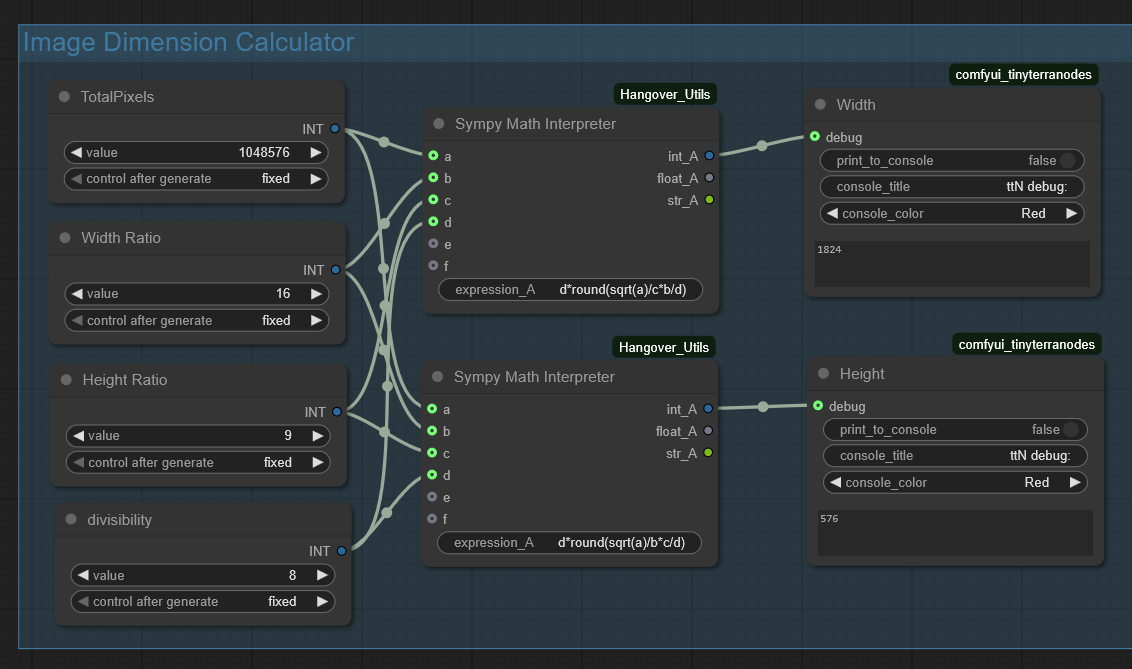 Image Dimension Calculator
TotalPixels
INT
value 1048576
control after generate fixed
Width Ratio
INT
value 16
control after generate fixed
Height Ratio
INT
value 9
control after generate fixed
divisibility
INT
value 8
control after generate fixed
Hangover_Utils
Sympy Math Interpreter
a int_A
b float_A
c str_A
d
e
f
expression_A d*round(sqrt(a)/c*b/d)
Hangover_Utils
Sympy Math Interpreter
a int_A
b float_A
c str_A
d
e
f
expression_A d*round(sqrt(a)/b*c/d)
comfyui_tinyterranodes
Width
debug
print_to_console false
console_title ttN debug:
console_color Red
1824
comfyui_tinyterranodes
Height
debug
print_to_console false
console_title ttN debug:
console_color Red
576